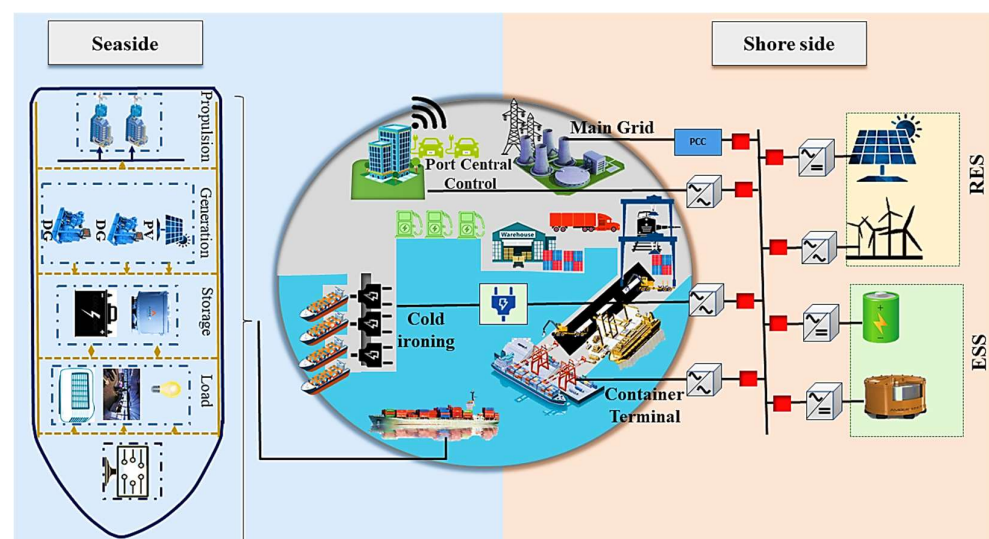 Seaside
Shore side
Propulsion
Generation
PV
DG
DG
Storage
Load
Main Grid
PCC
Port Central
Control
Warehouse
Cold
ironing
Container
Terminal
RES
ESS